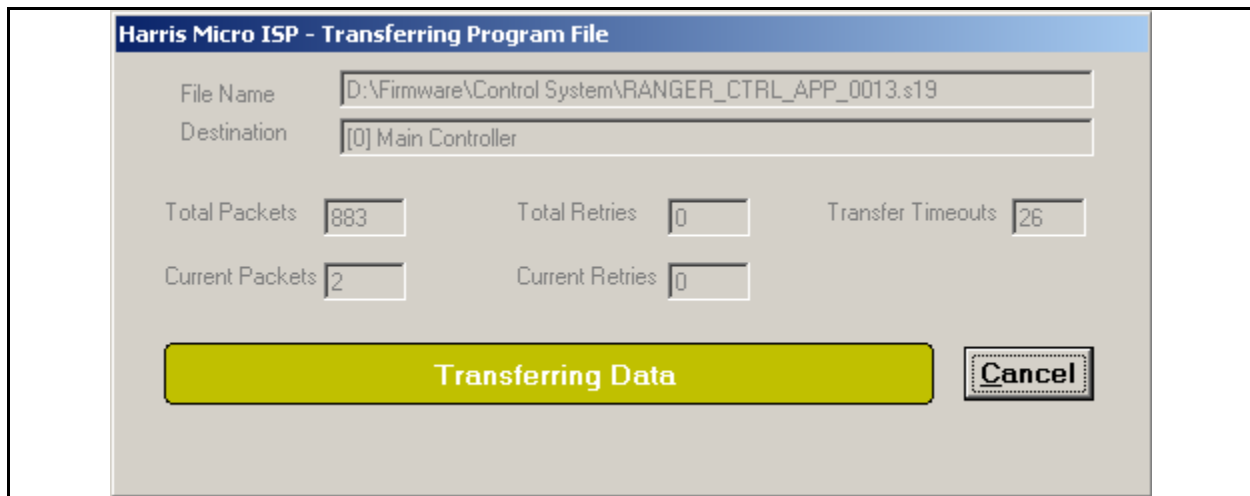 Harris Micro ISP - Transferring Program File
File Name D:\Firmware\Control System\RANGER_CTRL_APP_0013.s19
Destination [0] Main Controller
Total Packets 883 Total Retries 0 Transfer Timeouts 26
Current Packets 2 Current Retries 0
Transferring Data Cancel